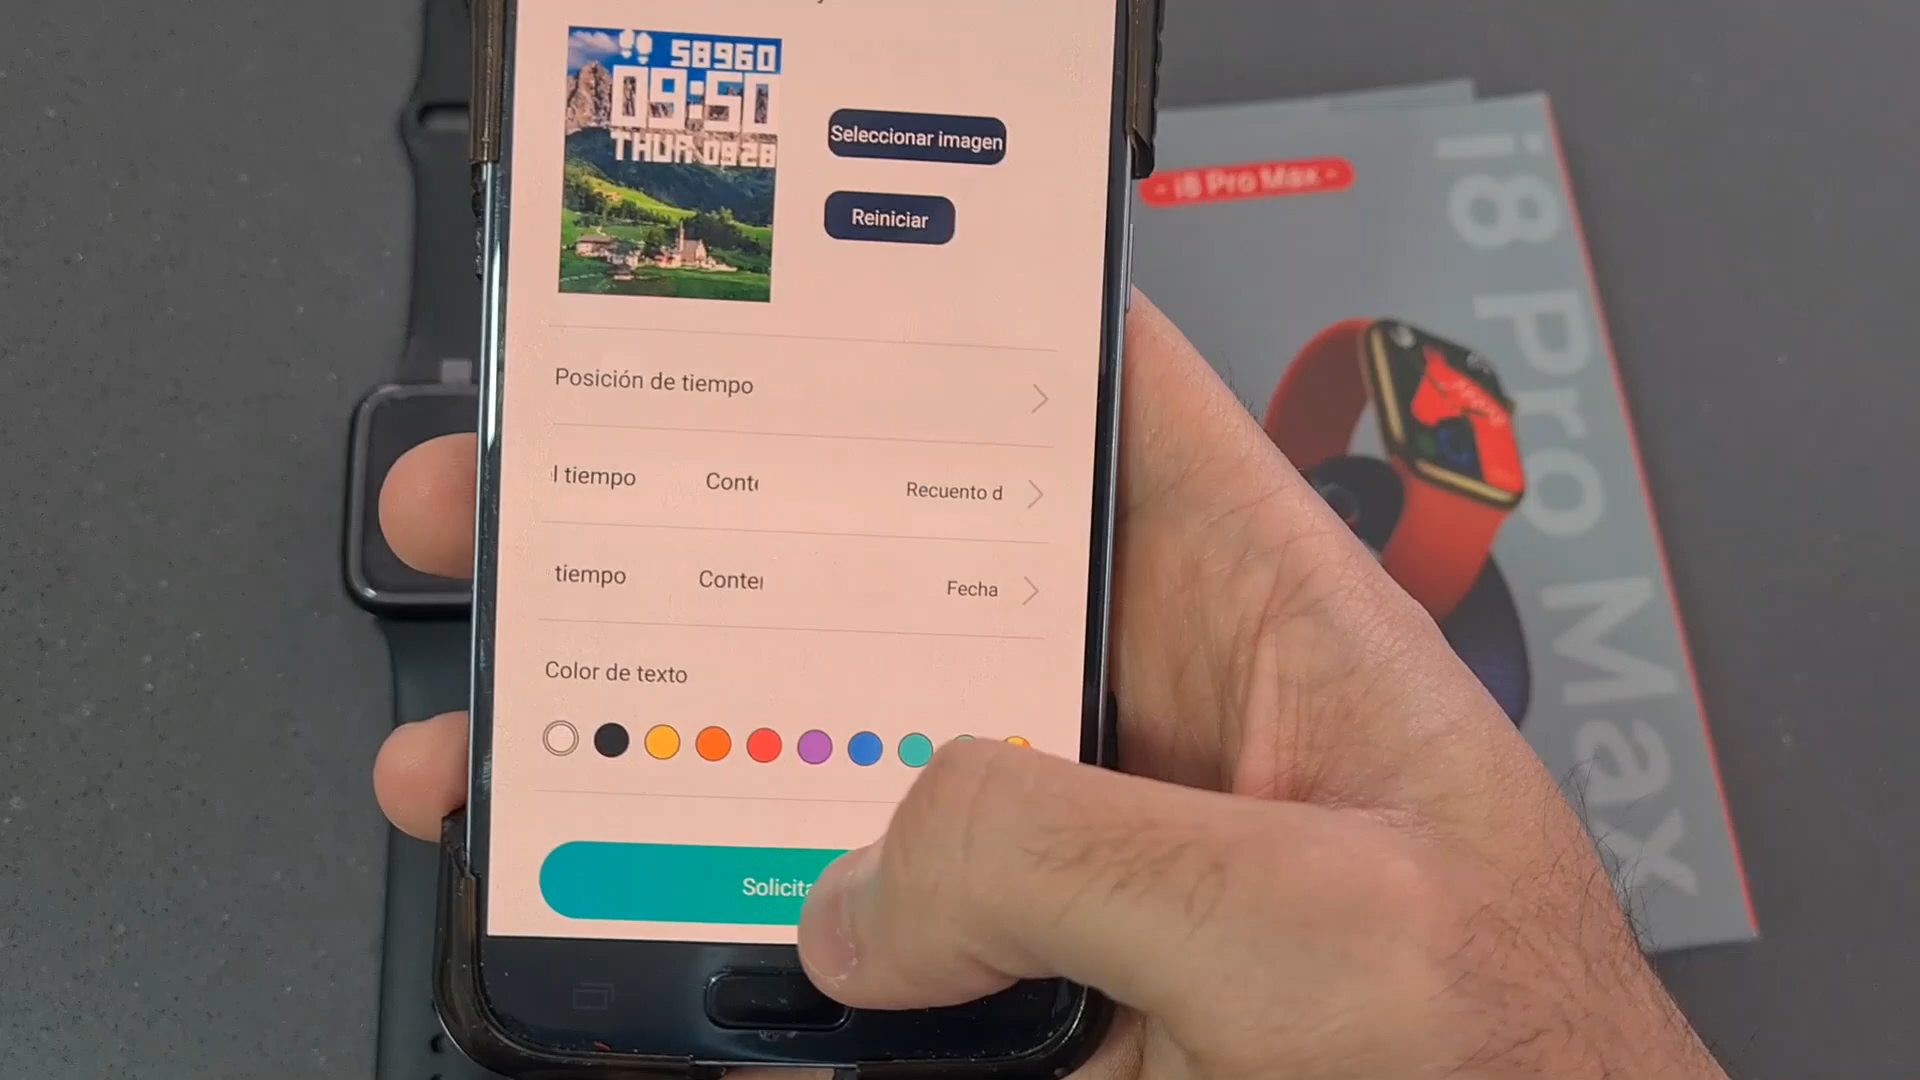 58960
09:50
THUR 0928
Seleccionar imagen
Reiniciar
Posición de tiempo
l tiempo Conte Recuento d
tiempo Conter Fecha
Color de texto
Solicita
- i8 Pro Max -
i8 Pro Max